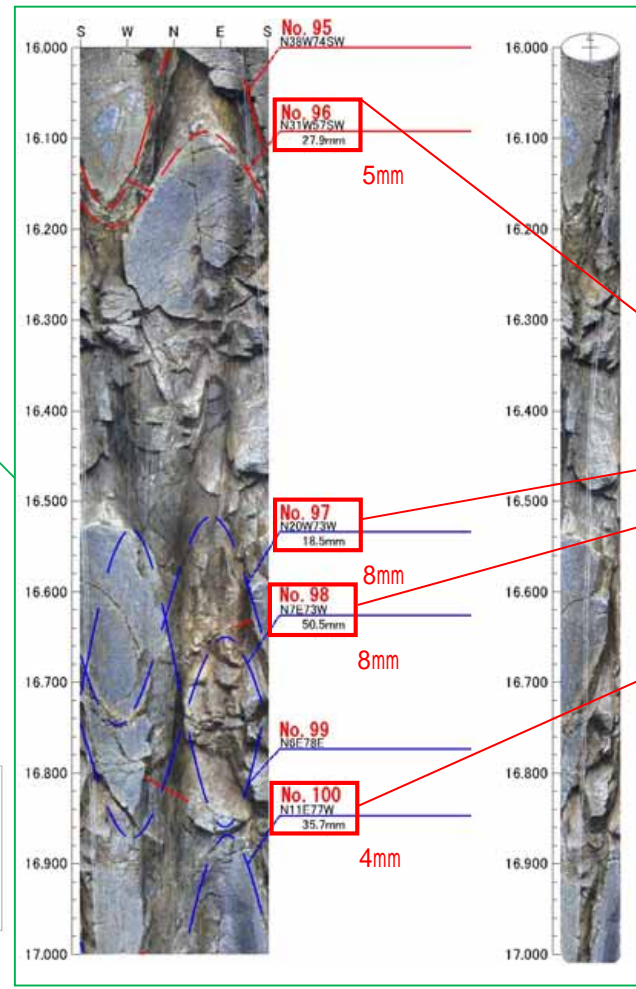 S W N E S
16.000
16.100
16.200
16.300
16.400
16.500
16.600
16.700
16.800
16.900
17.000
No. 95
N38W74SW
No. 96
N31W57SW
27.9mm
5mm
No. 97
N20W73W
18.5mm
8mm
No. 98
N7E73W
50.5mm
8mm
No. 99
N6E78E
No. 100
N11E77W
35.7mm
4mm
16.000
16.100
16.200
16.300
16.400
16.500
16.600
16.700
16.800
16.900
17.000